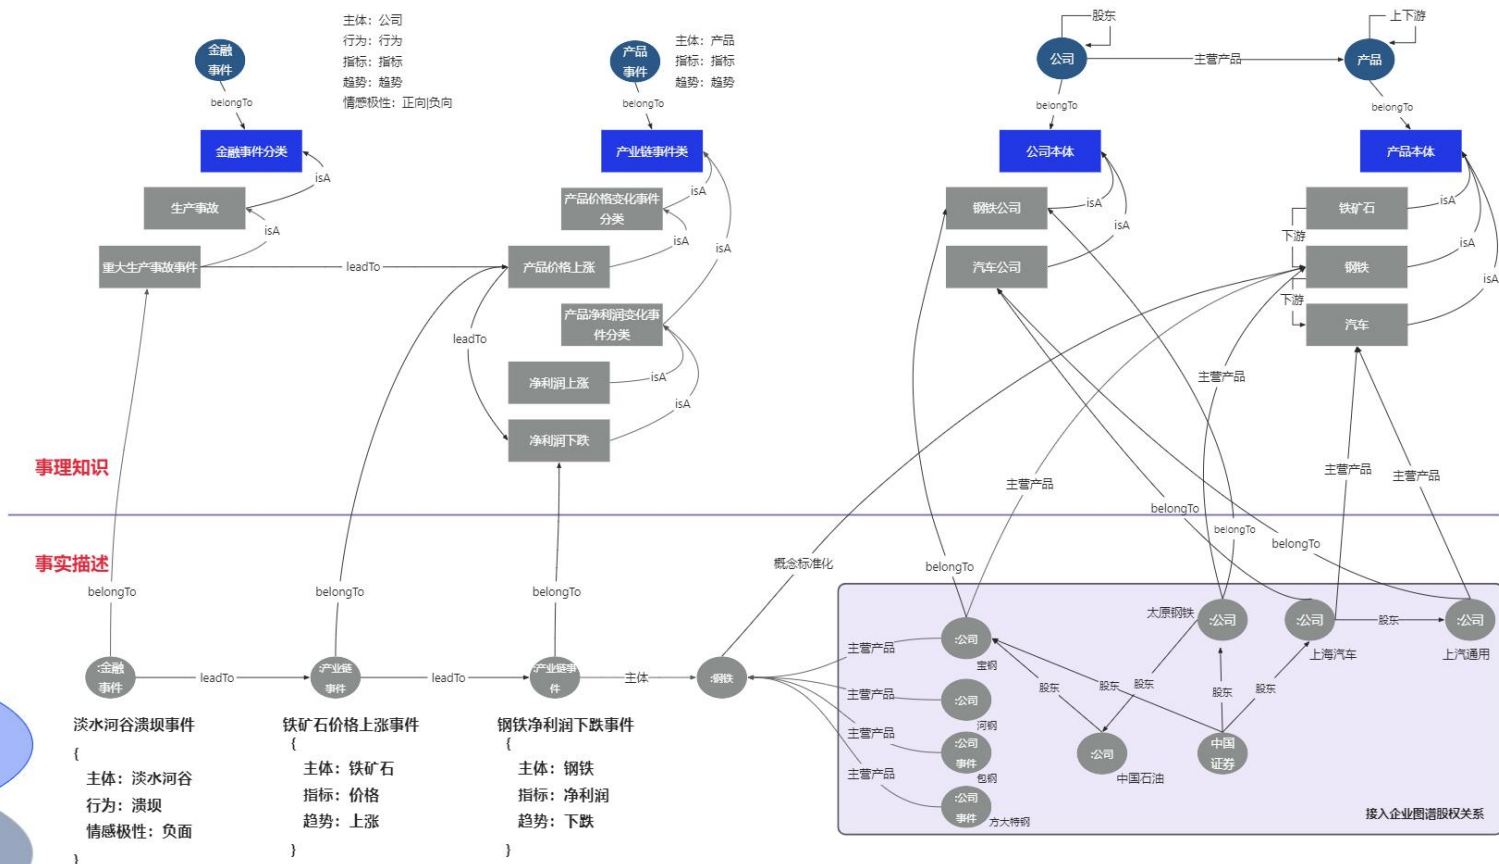 主体：公司
行为：行为
指标：指标
趋势：趋势
情感极性：正向|负向
主体：产品
指标：指标
趋势：趋势
金融
事件
产品
事件
公司
产品
股东
上下游
主营产品
belongTo
belongTo
belongTo
belongTo
金融事件分类
产业链事件类
公司本体
产品本体
isA
isA
isA
isA
isA
生产事故
产品价格变化事件
分类
钢铁公司
铁矿石
isA
isA
isA
isA
isA
下游
重大生产事故事件
leadTo
产品价格上涨
汽车公司
钢铁
isA
下游
产品净利润变化事
件分类
汽车
leadTo
净利润上涨
isA
isA
主营产品
净利润下跌
事理知识
主营产品
主营产品
主营产品
belongTo
belongTo
belongTo
事实描述
概念标准化
belongTo
belongTo
belongTo
belongTo
:金融
事件
leadTo
:产业链
事件
leadTo
:产业链事
件
主体
:钢铁
主营产品
主营产品
主营产品
主营产品
:公司
宝钢
:公司
河钢
:公司
事件
包钢
:公司
事件
方大特钢
太原钢铁
:公司
:公司
上海汽车
股东
:公司
上汽通用
股东
股东
股东
股东
股东
:公司
中国石油
中国
证券
接入企业图谱股权关系
淡水河谷溃坝事件
{
主体：淡水河谷
行为：溃坝
情感极性：负面
}
铁矿石价格上涨事件
{
主体：铁矿石
指标：价格
趋势：上涨
}
钢铁净利润下跌事件
{
主体：钢铁
指标：净利润
趋势：下跌
}